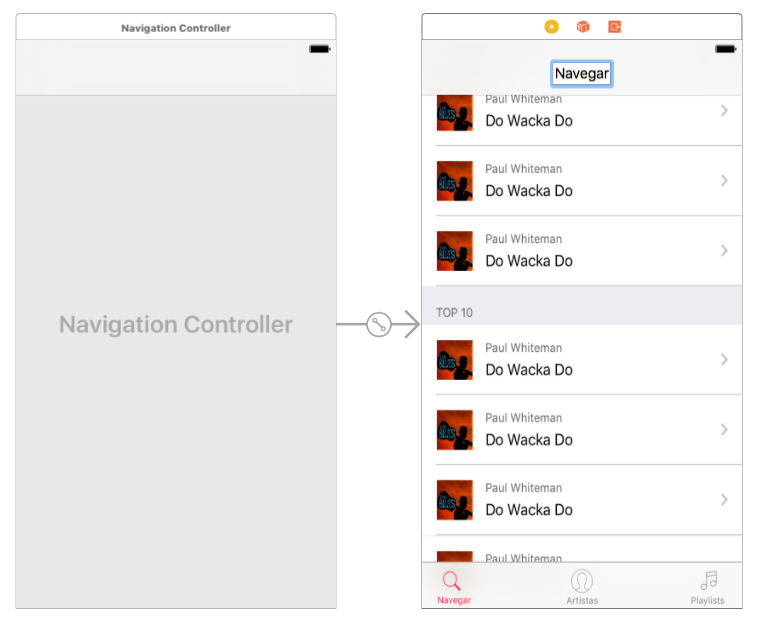 Navigation Controller
Navigation Controller
Navegar
Paul Whiteman
Do Wacka Do
Paul Whiteman
Do Wacka Do
Paul Whiteman
Do Wacka Do
TOP 10
Paul Whiteman
Do Wacka Do
Paul Whiteman
Do Wacka Do
Paul Whiteman
Do Wacka Do
Paul Whiteman
Navegar
Artistas
Playlists